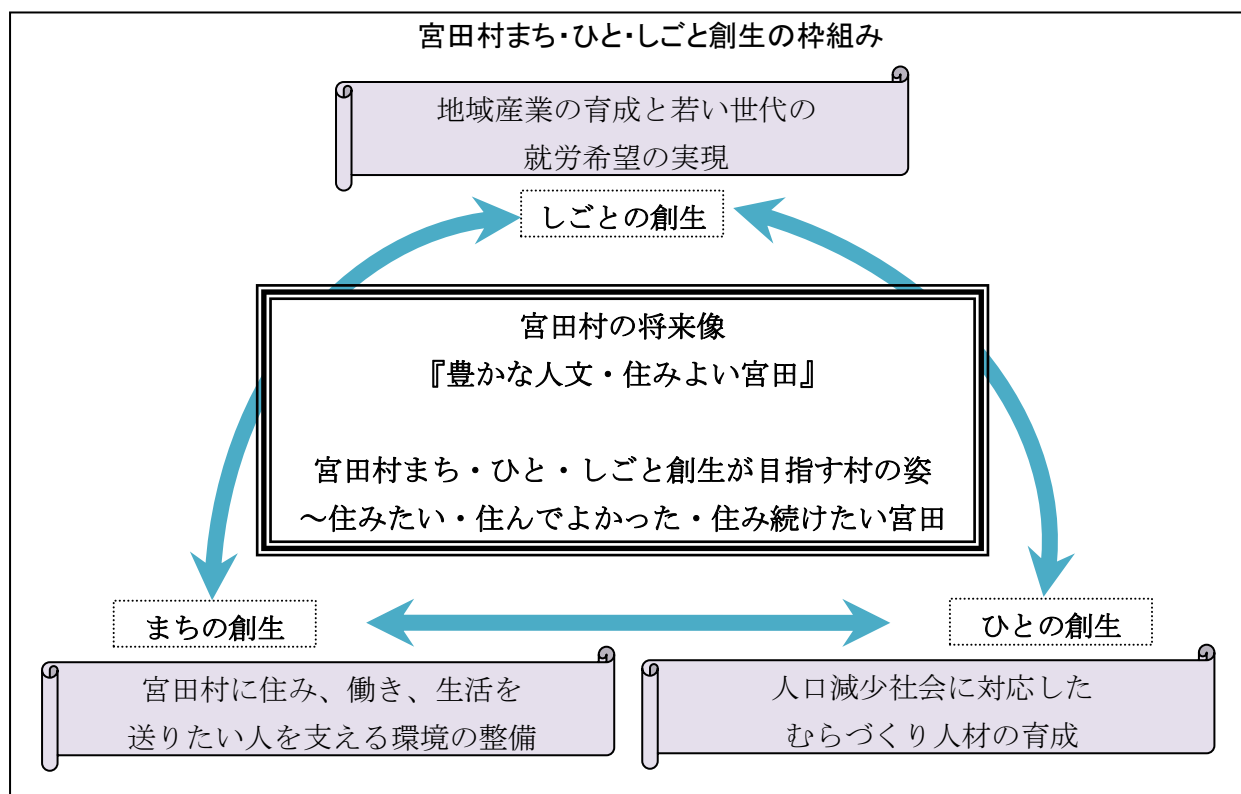 宮田村まち・ひと・しごと創生の枠組み
地域産業の育成と若い世代の
就労希望の実現
しごとの創生
宮田村の将来像
『豊かな人文・住みよい宮田』
宮田村まち・ひと・しごと創生が目指す村の姿
～住みたい・住んでよかった・住み続けたい宮田
まちの創生
ひとの創生
宮田村に住み、働き、生活を
送りたい人を支える環境の整備
人口減少社会に対応した
むらづくり人材の育成